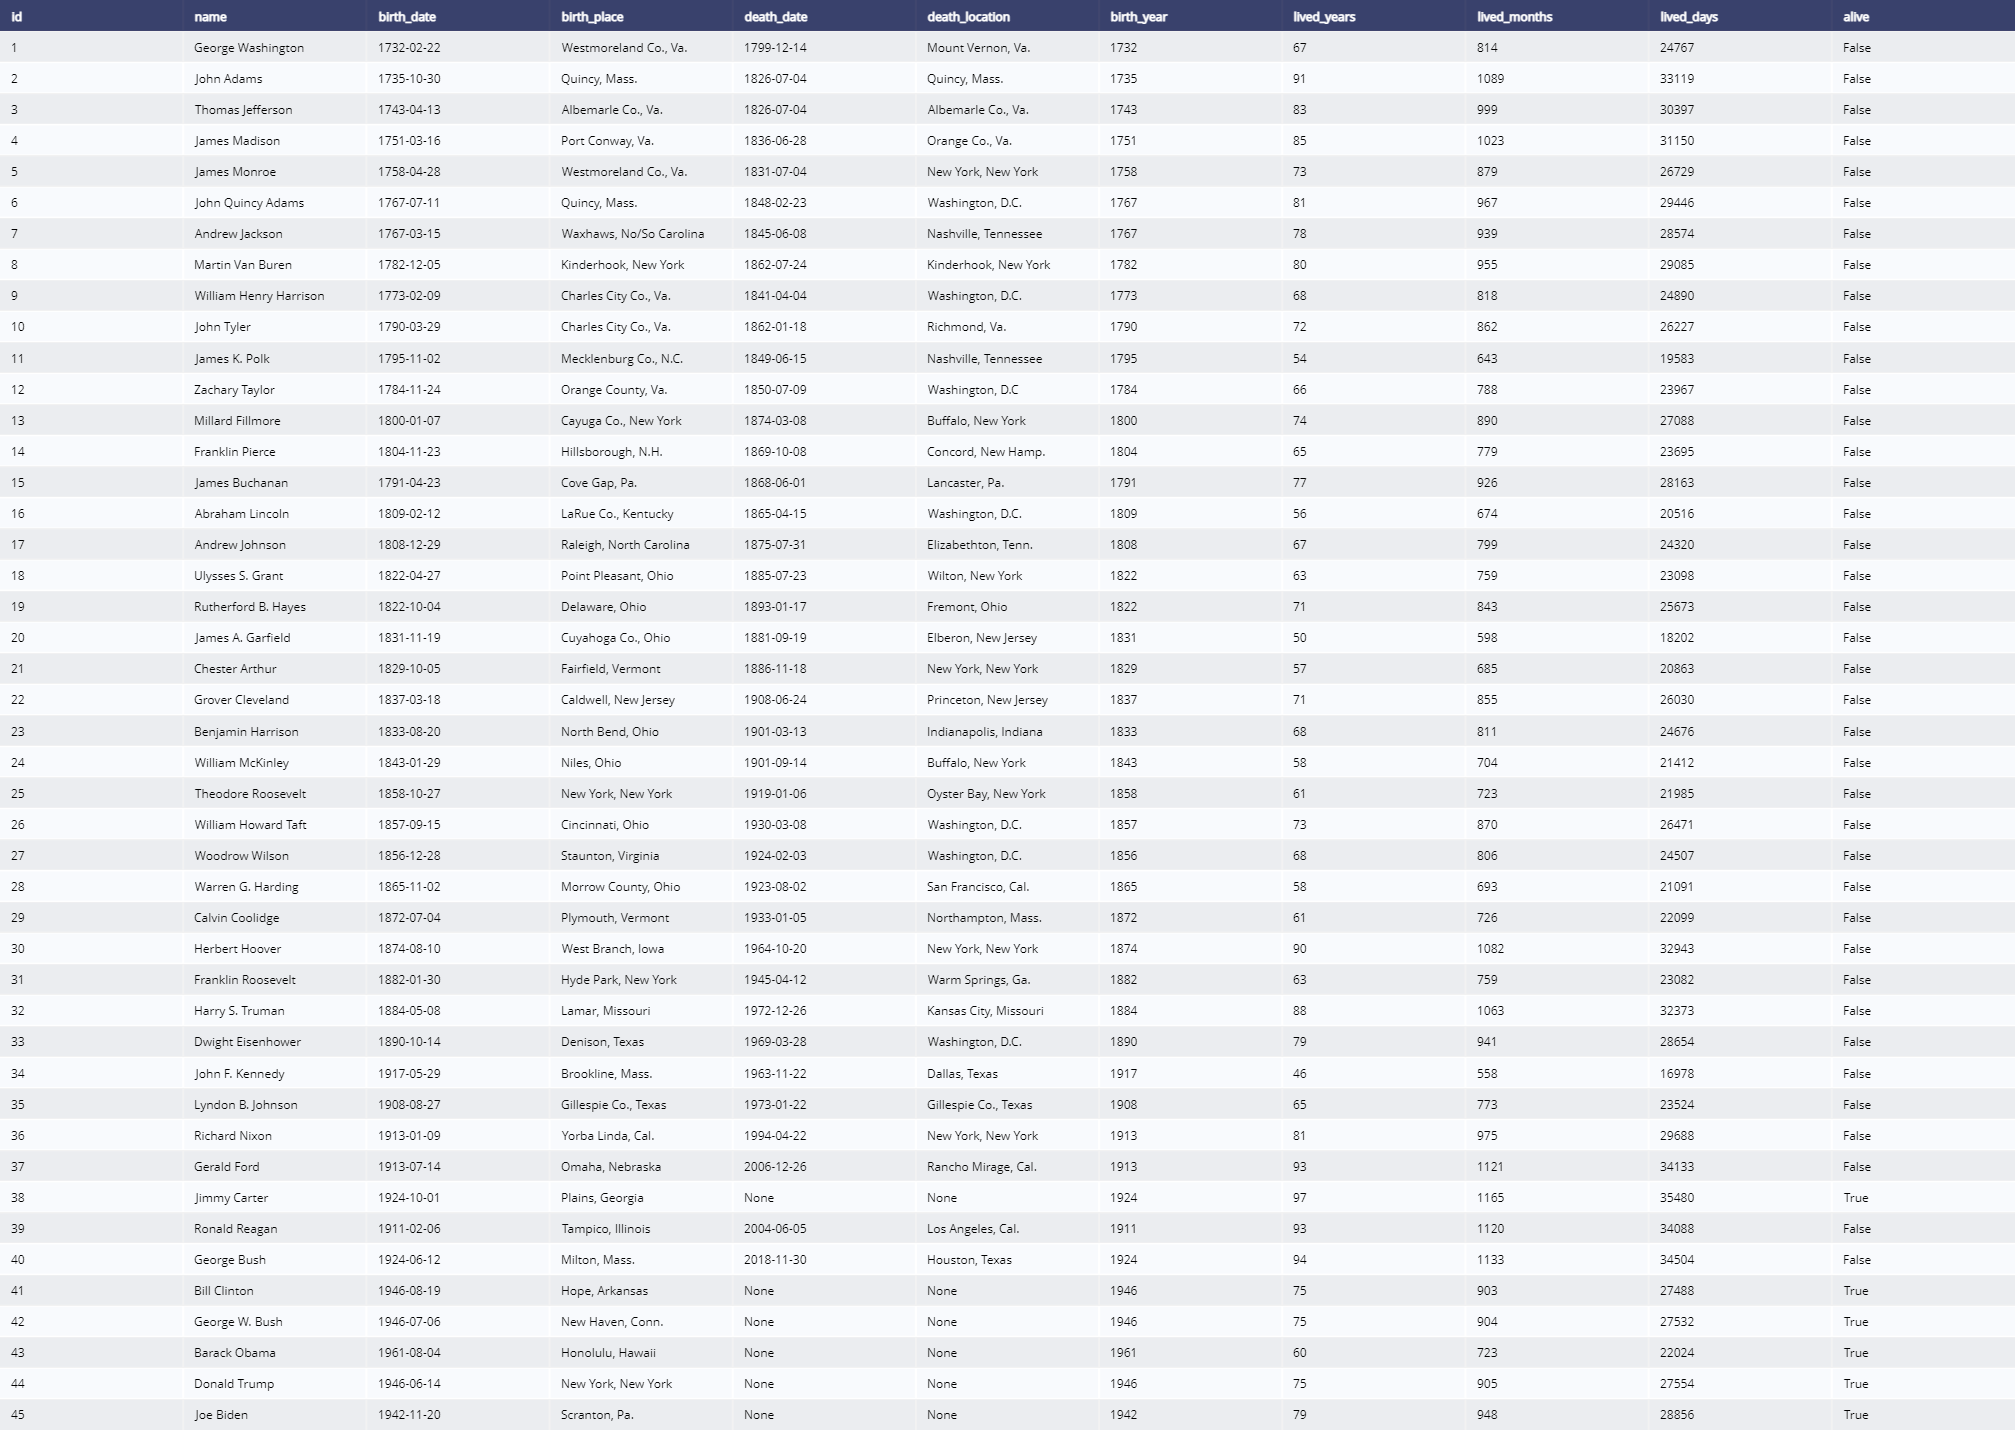 id name birth_date birth_place death_date death_location birth_year lived_years lived_months lived_days alive
1 George Washington 1732-02-22 Westmoreland Co., Va. 1799-12-14 Mount Vernon, Va. 1732 67 814 24767 False
2 John Adams 1735-10-30 Quincy, Mass. 1826-07-04 Quincy, Mass. 1735 91 1089 33119 False
3 Thomas Jefferson 1743-04-13 Albemarle Co., Va. 1826-07-04 Albemarle Co., Va. 1743 83 999 30397 False
4 James Madison 1751-03-16 Port Conway, Va. 1836-06-28 Orange Co., Va. 1751 85 1023 31150 False
5 James Monroe 1758-04-28 Westmoreland Co., Va. 1831-07-04 New York, New York 1758 73 879 26729 False
6 John Quincy Adams 1767-07-11 Quincy, Mass. 1848-02-23 Washington, D.C. 1767 81 967 29446 False
7 Andrew Jackson 1767-03-15 Waxhaws, No/So Carolina 1845-06-08 Nashville, Tennessee 1767 78 939 28574 False
8 Martin Van Buren 1782-12-05 Kinderhook, New York 1862-07-24 Kinderhook, New York 1782 80 955 29085 False
9 William Henry Harrison 1773-02-09 Charles City Co., Va. 1841-04-04 Washington, D.C. 1773 68 818 24890 False
10 John Tyler 1790-03-29 Charles City Co., Va. 1862-01-18 Richmond, Va. 1790 72 862 26227 False
11 James K. Polk 1795-11-02 Mecklenburg Co., N.C. 1849-06-15 Nashville, Tennessee 1795 54 643 19583 False
12 Zachary Taylor 1784-11-24 Orange County, Va. 1850-07-09 Washington, D.C 1784 66 788 23967 False
13 Millard Fillmore 1800-01-07 Cayuga Co., New York 1874-03-08 Buffalo, New York 1800 74 890 27088 False
14 Franklin Pierce 1804-11-23 Hillsborough, N.H. 1869-10-08 Concord, New Hamp. 1804 65 779 23695 False
15 James Buchanan 1791-04-23 Cove Gap, Pa. 1868-06-01 Lancaster, Pa. 1791 77 926 28163 False
16 Abraham Lincoln 1809-02-12 LaRue Co., Kentucky 1865-04-15 Washington, D.C. 1809 56 674 20516 False
17 Andrew Johnson 1808-12-29 Raleigh, North Carolina 1875-07-31 Elizabethton, Tenn. 1808 67 799 24320 False
18 Ulysses S. Grant 1822-04-27 Point Pleasant, Ohio 1885-07-23 Wilton, New York 1822 63 759 23098 False
19 Rutherford B. Hayes 1822-10-04 Delaware, Ohio 1893-01-17 Fremont, Ohio 1822 71 843 25673 False
20 James A. Garfield 1831-11-19 Cuyahoga Co., Ohio 1881-09-19 Elberon, New Jersey 1831 50 598 18202 False
21 Chester Arthur 1829-10-05 Fairfield, Vermont 1886-11-18 New York, New York 1829 57 685 20863 False
22 Grover Cleveland 1837-03-18 Caldwell, New Jersey 1908-06-24 Princeton, New Jersey 1837 71 855 26030 False
23 Benjamin Harrison 1833-08-20 North Bend, Ohio 1901-03-13 Indianapolis, Indiana 1833 68 811 24676 False
24 William McKinley 1843-01-29 Niles, Ohio 1901-09-14 Buffalo, New York 1843 58 704 21412 False
25 Theodore Roosevelt 1858-10-27 New York, New York 1919-01-06 Oyster Bay, New York 1858 61 723 21985 False
26 William Howard Taft 1857-09-15 Cincinnati, Ohio 1930-03-08 Washington, D.C. 1857 73 870 26471 False
27 Woodrow Wilson 1856-12-28 Staunton, Virginia 1924-02-03 Washington, D.C. 1856 68 806 24507 False
28 Warren G. Harding 1865-11-02 Morrow County, Ohio 1923-08-02 San Francisco, Cal. 1865 58 693 21091 False
29 Calvin Coolidge 1872-07-04 Plymouth, Vermont 1933-01-05 Northampton, Mass. 1872 61 726 22099 False
30 Herbert Hoover 1874-08-10 West Branch, Iowa 1964-10-20 New York, New York 1874 90 1082 32943 False
31 Franklin Roosevelt 1882-01-30 Hyde Park, New York 1945-04-12 Warm Springs, Ga. 1882 63 759 23082 False
32 Harry S. Truman 1884-05-08 Lamar, Missouri 1972-12-26 Kansas City, Missouri 1884 88 1063 32373 False
33 Dwight Eisenhower 1890-10-14 Denison, Texas 1969-03-28 Washington, D.C. 1890 79 941 28654 False
34 John F. Kennedy 1917-05-29 Brookline, Mass. 1963-11-22 Dallas, Texas 1917 46 558 16978 False
35 Lyndon B. Johnson 1908-08-27 Gillespie Co., Texas 1973-01-22 Gillespie Co., Texas 1908 65 773 23524 False
36 Richard Nixon 1913-01-09 Yorba Linda, Cal. 1994-04-22 New York, New York 1913 81 975 29688 False
37 Gerald Ford 1913-07-14 Omaha, Nebraska 2006-12-26 Rancho Mirage, Cal. 1913 93 1121 34133 False
38 Jimmy Carter 1924-10-01 Plains, Georgia None None 1924 97 1165 35480 True
39 Ronald Reagan 1911-02-06 Tampico, Illinois 2004-06-05 Los Angeles, Cal. 1911 93 1120 34088 False
40 George Bush 1924-06-12 Milton, Mass. 2018-11-30 Houston, Texas 1924 94 1133 34504 False
41 Bill Clinton 1946-08-19 Hope, Arkansas None None 1946 75 903 27488 True
42 George W. Bush 1946-07-06 New Haven, Conn. None None 1946 75 904 27532 True
43 Barack Obama 1961-08-04 Honolulu, Hawaii None None 1961 60 723 22024 True
44 Donald Trump 1946-06-14 New York, New York None None 1946 75 905 27554 True
45 Joe Biden 1942-11-20 Scranton, Pa. None None 1942 79 948 28856 True